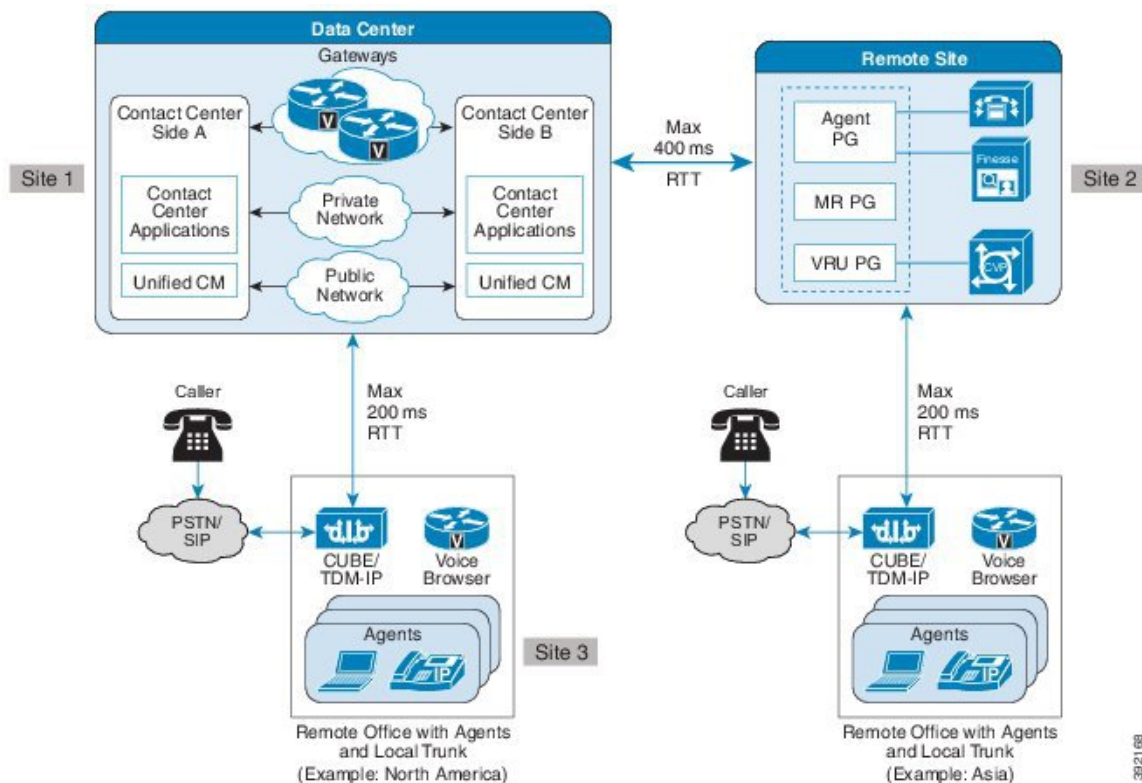 Data Center
Gateways
Contact Center
Side A
V
V
Contact Center
Side B
Contact
Center
Applications
Private
Network
Contact
Center
Applications
Unified CM
Public
Network
Unified CM
Site 1
Max
400 ms
RTT
Remote Site
Agent
PG
Finesse
MR PG
VRU PG
CVP
Site 2
Caller
Max
200 ms
RTT
PSTN/
SIP
CUBE/
TDM-IP
V
Voice
Browser
Agents
IP
Site 3
Remote Office with Agents
and Local Trunk
(Example: North America)
Caller
Max
200 ms
RTT
PSTN/
SIP
CUBE/
TDM-IP
V
Voice
Browser
Agents
IP
Remote Office with Agents
and Local Trunk
(Example: Asia)
392168